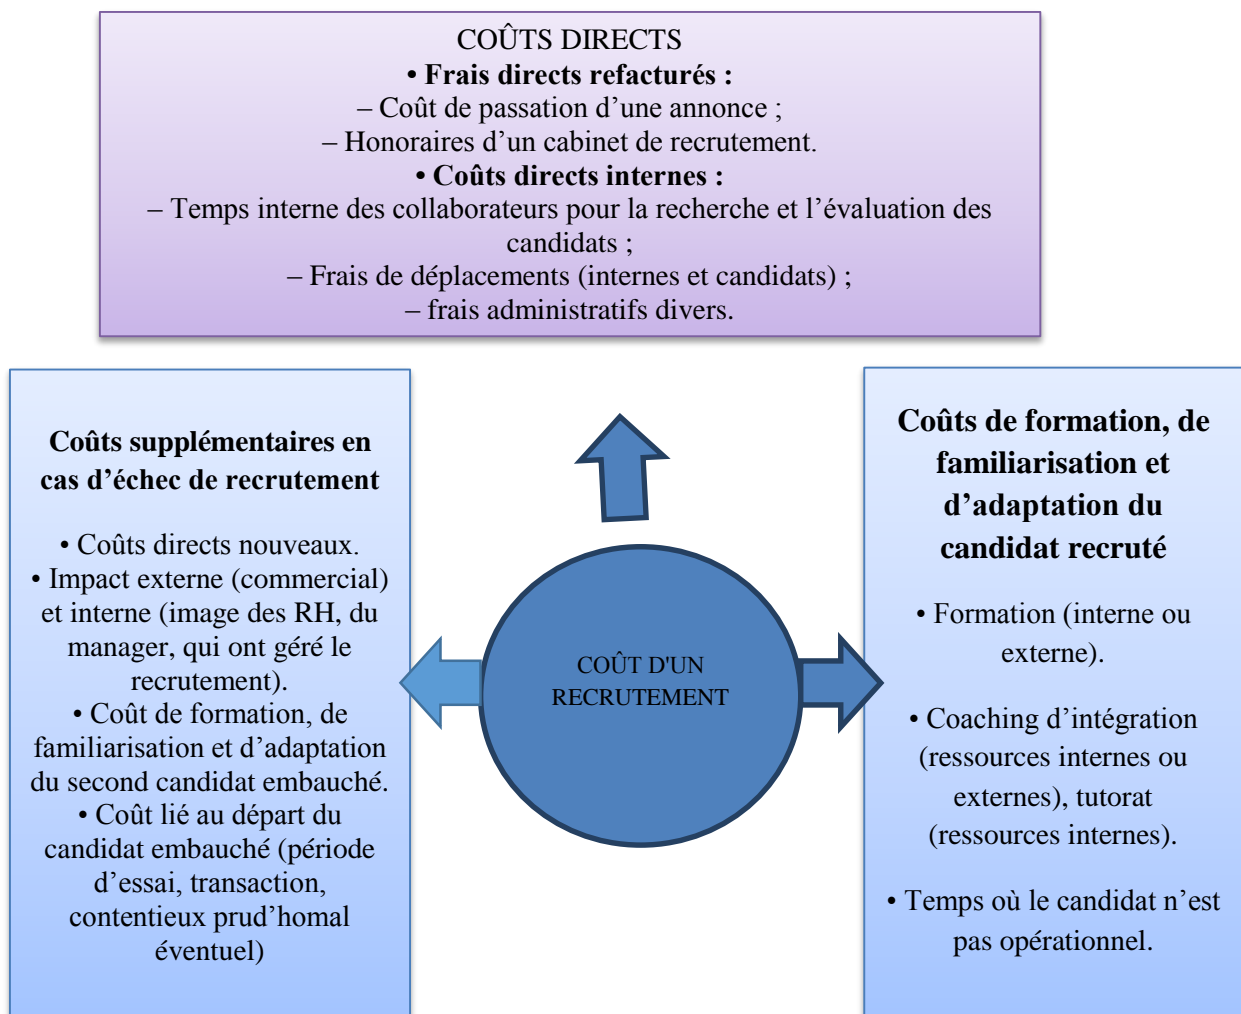 COÛTS DIRECTS
• Frais directs refacturés :
– Coût de passation d’une annonce ;
– Honoraires d’un cabinet de recrutement.
• Coûts directs internes :
– Temps interne des collaborateurs pour la recherche et l’évaluation des
candidats ;
– Frais de déplacements (internes et candidats) ;
– frais administratifs divers.
Coûts supplémentaires en
cas d’échec de recrutement
• Coûts directs nouveaux.
• Impact externe (commercial)
et interne (image des RH, du
manager, qui ont géré le
recrutement).
• Coût de formation, de
familiarisation et d’adaptation
du second candidat embauché.
• Coût lié au départ du
candidat embauché (période
d’essai, transaction,
contentieux prud’homal
éventuel)
COÛT D'UN
RECRUTEMENT
Coûts de formation, de
familiarisation et
d’adaptation du
candidat recruté
• Formation (interne ou
externe).
• Coaching d’intégration
(ressources internes ou
externes), tutorat
(ressources internes).
• Temps où le candidat n’est
pas opérationnel.